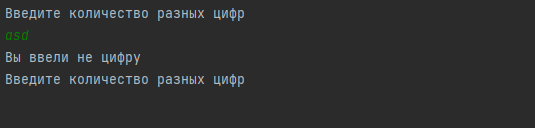 Введите количество разных цифр
asd
Вы ввели не цифру
Введите количество разных цифр